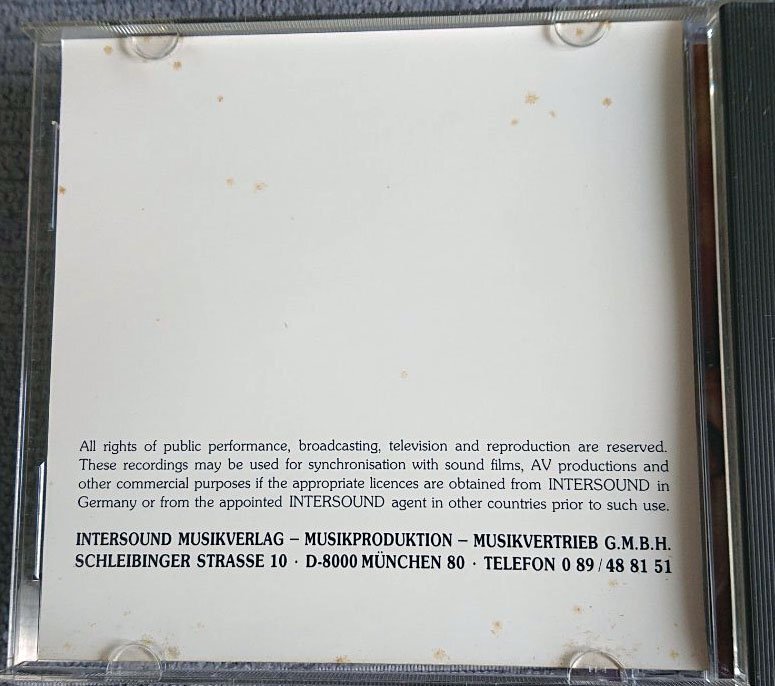 All rights of public performance, broadcasting, television and reproduction are reserved.
These recordings may be used for synchronisation with sound films, AV productions and
other commercial purposes if the appropriate licences are obtained from INTERSOUND in
Germany or from the appointed INTERSOUND agent in other countries prior to such use.
INTERSOUND MUSIKVERLAG – MUSIKPRODUKTION – MUSIKVERTRIEB G.M.B.H.
SCHLEIBINGER STRASSE 10 · D-8000 MÜNCHEN 80 · TELEFON 0 89 / 48 81 51